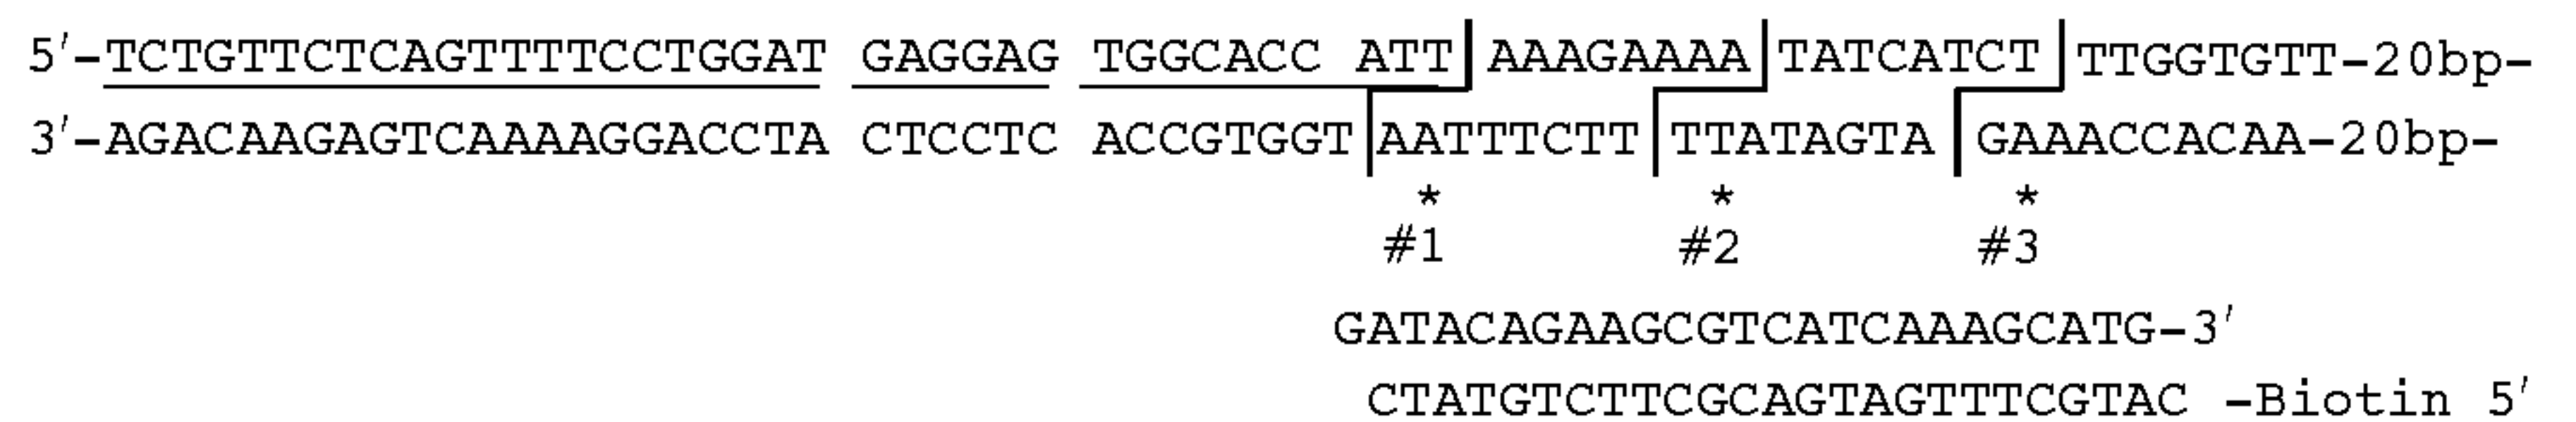 5′-TCTGTTCTCAGTTTTCCTGGAT GAGGAG TGGCACC ATT AAAGAAAA TATCATCT TTGGTGTT-20bp-
3′-AGACAAGAGTCAAAAGGACCTA CTCCTC ACCGTGGT AATTTCTT TTATAGTA GAAACCACAA-20bp-
* * *
#1 #2 #3
GATACAGAAGCGTCATCAAAGCATG-3′
CTATGTCTTCGCAGTAGTTTCGTAC -Biotin 5′